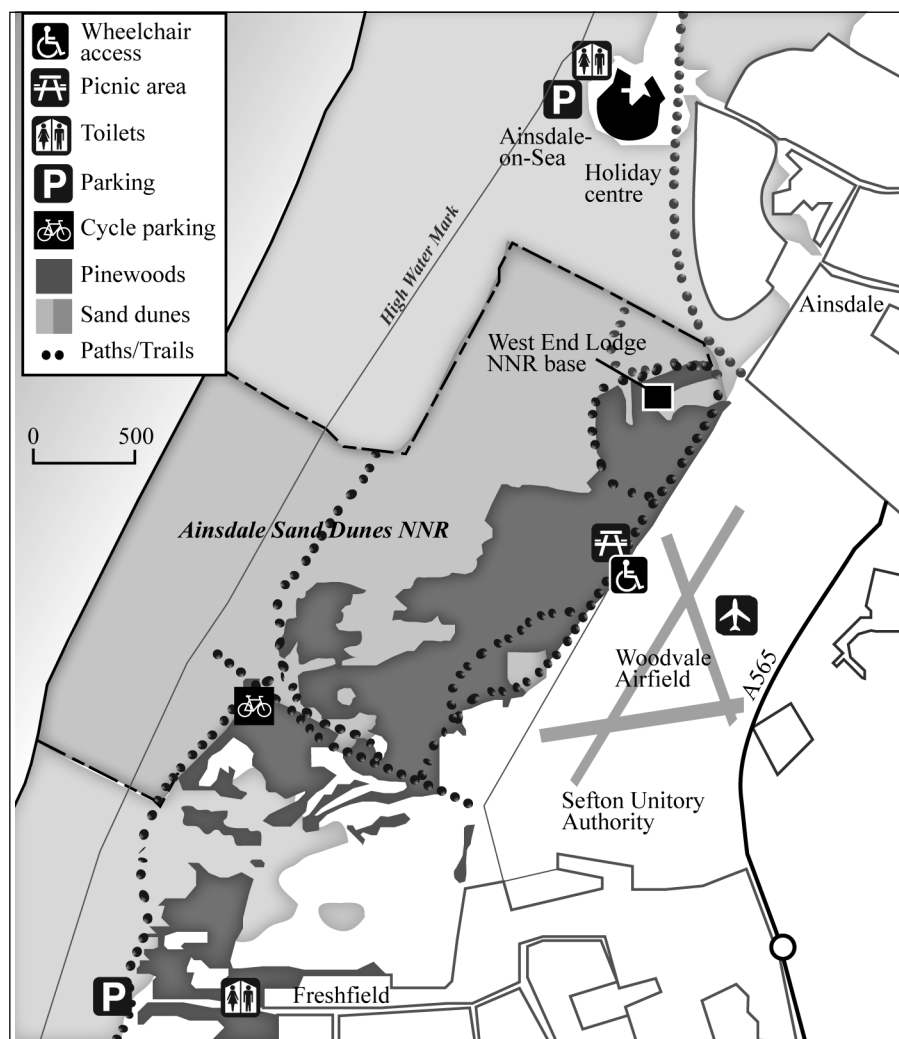 Wheelchair
access
Picnic area
Toilets
P
Parking
Cycle parking
Pinewoods
Sand dunes
Paths/Trails
0 500
P
Ainsdale-
on-Sea
Holiday
centre
High Water Mark
Ainsdale
West End Lodge
NNR base
Ainsdale Sand Dunes NNR
Woodvale
Airfield
A565
Sefton Unitory
Authority
P
Freshfield